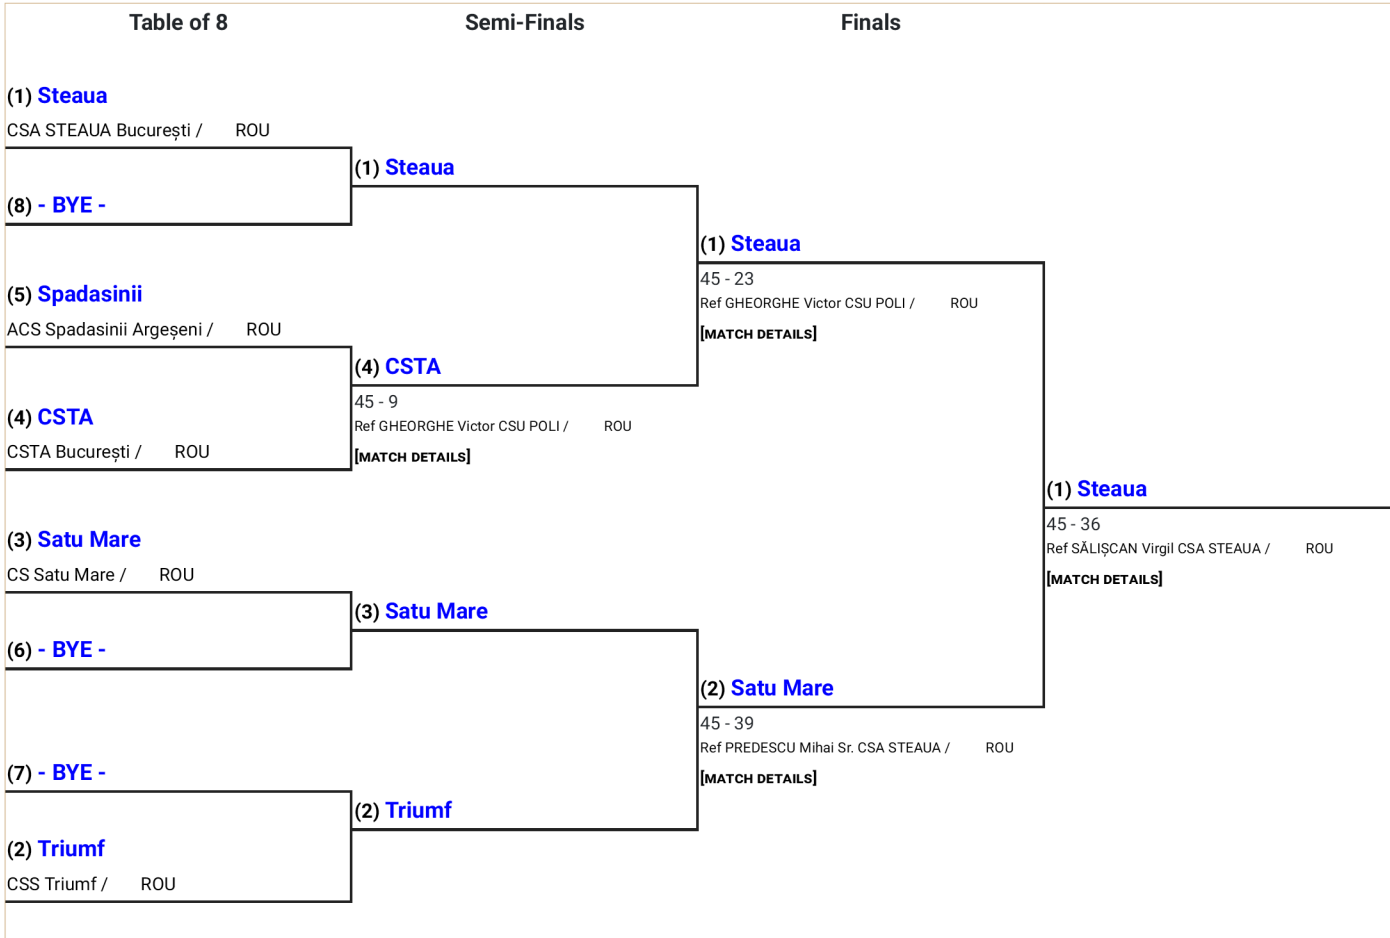 Table of 8
Semi-Finals
Finals
(1) Steaua
CSA STEAUA București / ROU
(8) - BYE -
(5) Spadasinii
ACS Spadasinii Argeșeni / ROU
(4) CSTA
CSTA București / ROU
(3) Satu Mare
CS Satu Mare / ROU
(6) - BYE -
(7) - BYE -
(2) Triumf
CSS Triumf / ROU
(1) Steaua
(4) CSTA
45 - 9
Ref GHEORGHE Victor CSU POLI / ROU
[MATCH DETAILS]
(3) Satu Mare
(2) Triumf
(1) Steaua
45 - 23
Ref GHEORGHE Victor CSU POLI / ROU
[MATCH DETAILS]
(2) Satu Mare
45 - 39
Ref PREDESCU Mihai Sr. CSA STEAUA / ROU
[MATCH DETAILS]
(1) Steaua
45 - 36
Ref SĂLIȘCAN Virgil CSA STEAUA / ROU
[MATCH DETAILS]